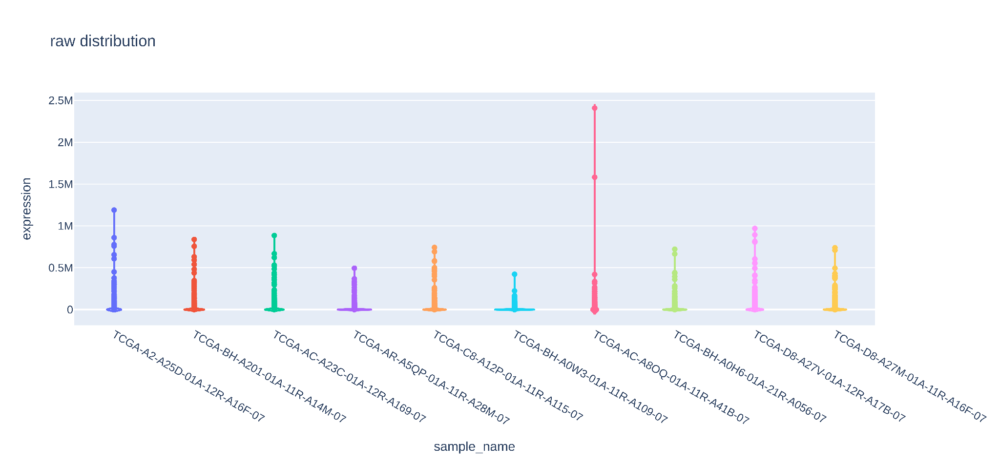 raw distribution
2.5M
2M
1.5M
1M
0.5M
0
expression
TCGA-A2-A25D-01A-12R-A16F-07
TCGA-BH-A201-01A-11R-A14M-07
TCGA-AC-A23C-01A-12R-A169-07
TCGA-AR-A5QP-01A-11R-A28M-07
TCGA-C8-A12P-01A-11R-A115-07
TCGA-BH-A0W3-01A-11R-A109-07
TCGA-AC-A8OQ-01A-11R-A41B-07
TCGA-BH-A0H6-01A-21R-A056-07
TCGA-D8-A27V-01A-12R-A17B-07
TCGA-D8-A27M-01A-11R-A16F-07
sample_name